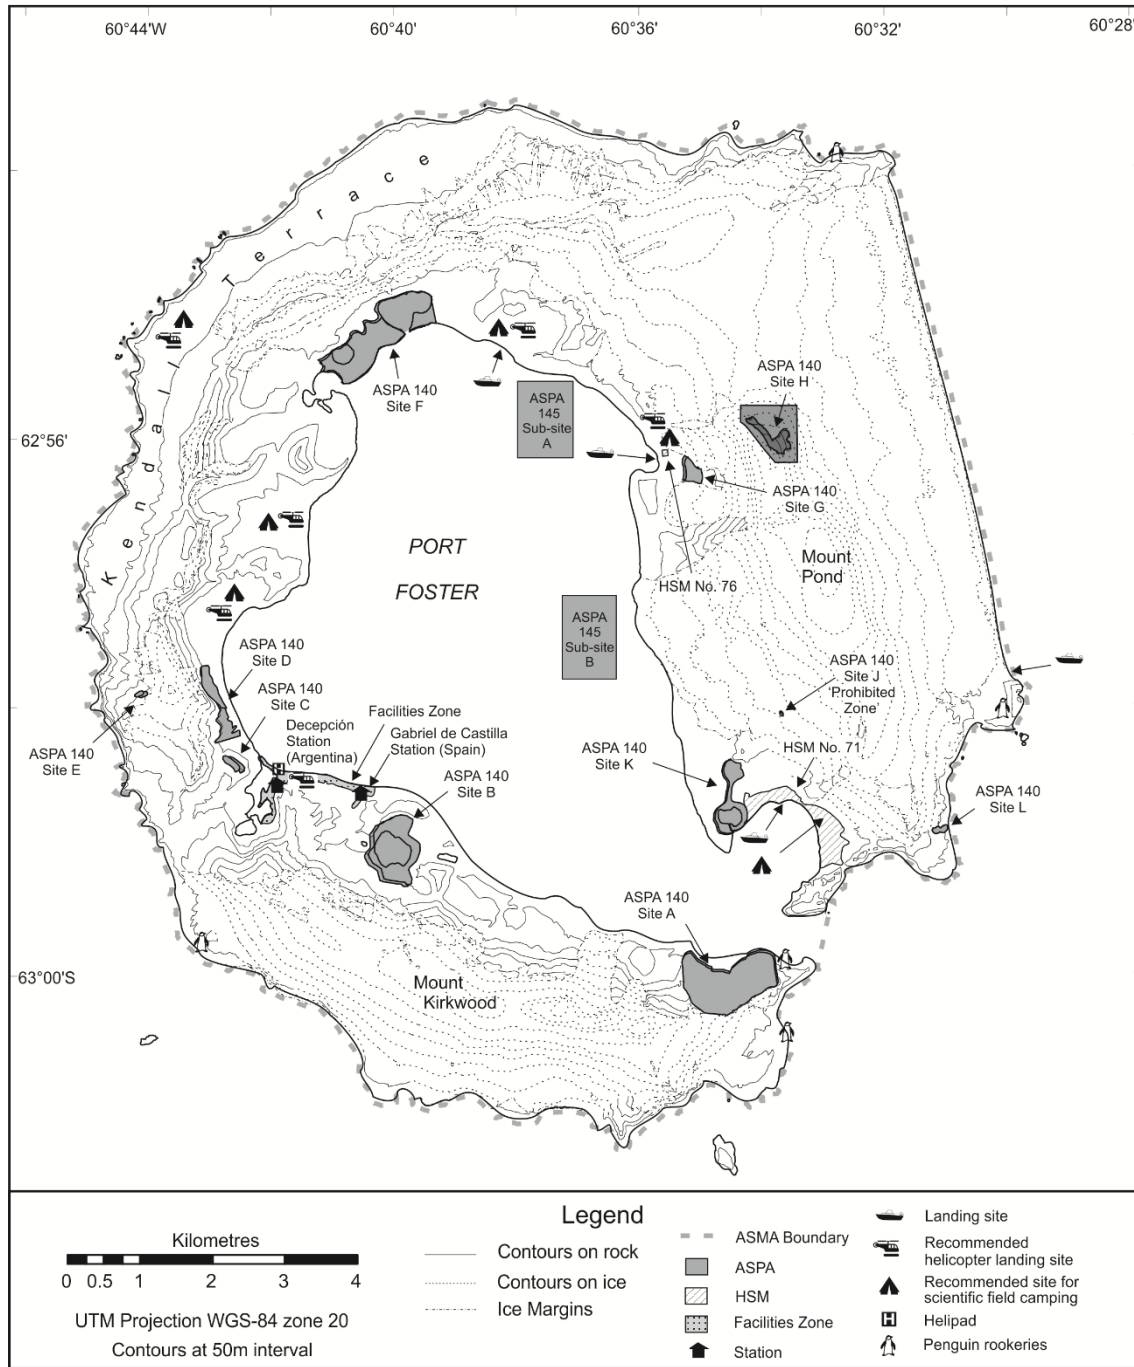 60°44'W 60°40' 60°36' 60°32' 60°28'
Kendall Terrace
ASPA 140
Site F
ASPA
145
Sub-site
A
ASPA 140
Site H
62°56'
ASPA 140
Site G
PORT
FOSTER
Mount
Pond
HSM No. 76
ASPA
145
Sub-site
B
ASPA 140
Site D
ASPA 140
Site C
ASPA 140
Site J
'Prohibited
Zone'
ASPA 140
Site E
Decepción
Station
(Argentina)
Facilities Zone
Gabriel de Castilla
Station (Spain)
ASPA 140
Site B
ASPA 140
Site K
HSM No. 71
ASPA 140
Site L
ASPA 140
Site A
63°00'S
Mount
Kirkwood
H
Legend
Kilometres
0 0.5 1 2 3 4
UTM Projection WGS-84 zone 20
Contours at 50m interval
Contours on rock
Contours on ice
Ice Margins
ASMA Boundary
ASPA
HSM
Facilities Zone
Station
Landing site
Recommended
helicopter landing site
Recommended site for
scientific field camping
H
Helipad
Penguin rookeries